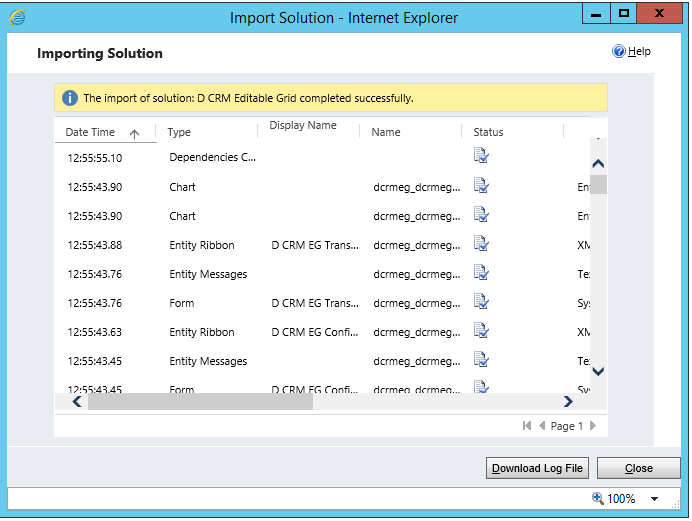 Import Solution - Internet Explorer
Importing Solution
Help
The import of solution: D CRM Editable Grid completed successfully.
Date Time Type Display Name Name Status
12:55:55.10 Dependencies C...
12:55:43.90 Chart dcrmeg_dcrmeg... En
12:55:43.90 Chart dcrmeg_dcrmeg... En
12:55:43.88 Entity Ribbon D CRM EG Trans... dcrmeg_dcrmeg... XM
12:55:43.76 Entity Messages dcrmeg_dcrmeg... Te
12:55:43.76 Form D CRM EG Trans... dcrmeg_dcrmeg... Sys
12:55:43.63 Entity Ribbon D CRM EG Confi... dcrmeg_dcrmeg... XM
12:55:43.45 Entity Messages dcrmeg_dcrmeg... Te
12:55:43.45 Form D CRM EG Confi... dcrmeg_dcrmeg... Sys
Page 1
Download Log File Close
100%